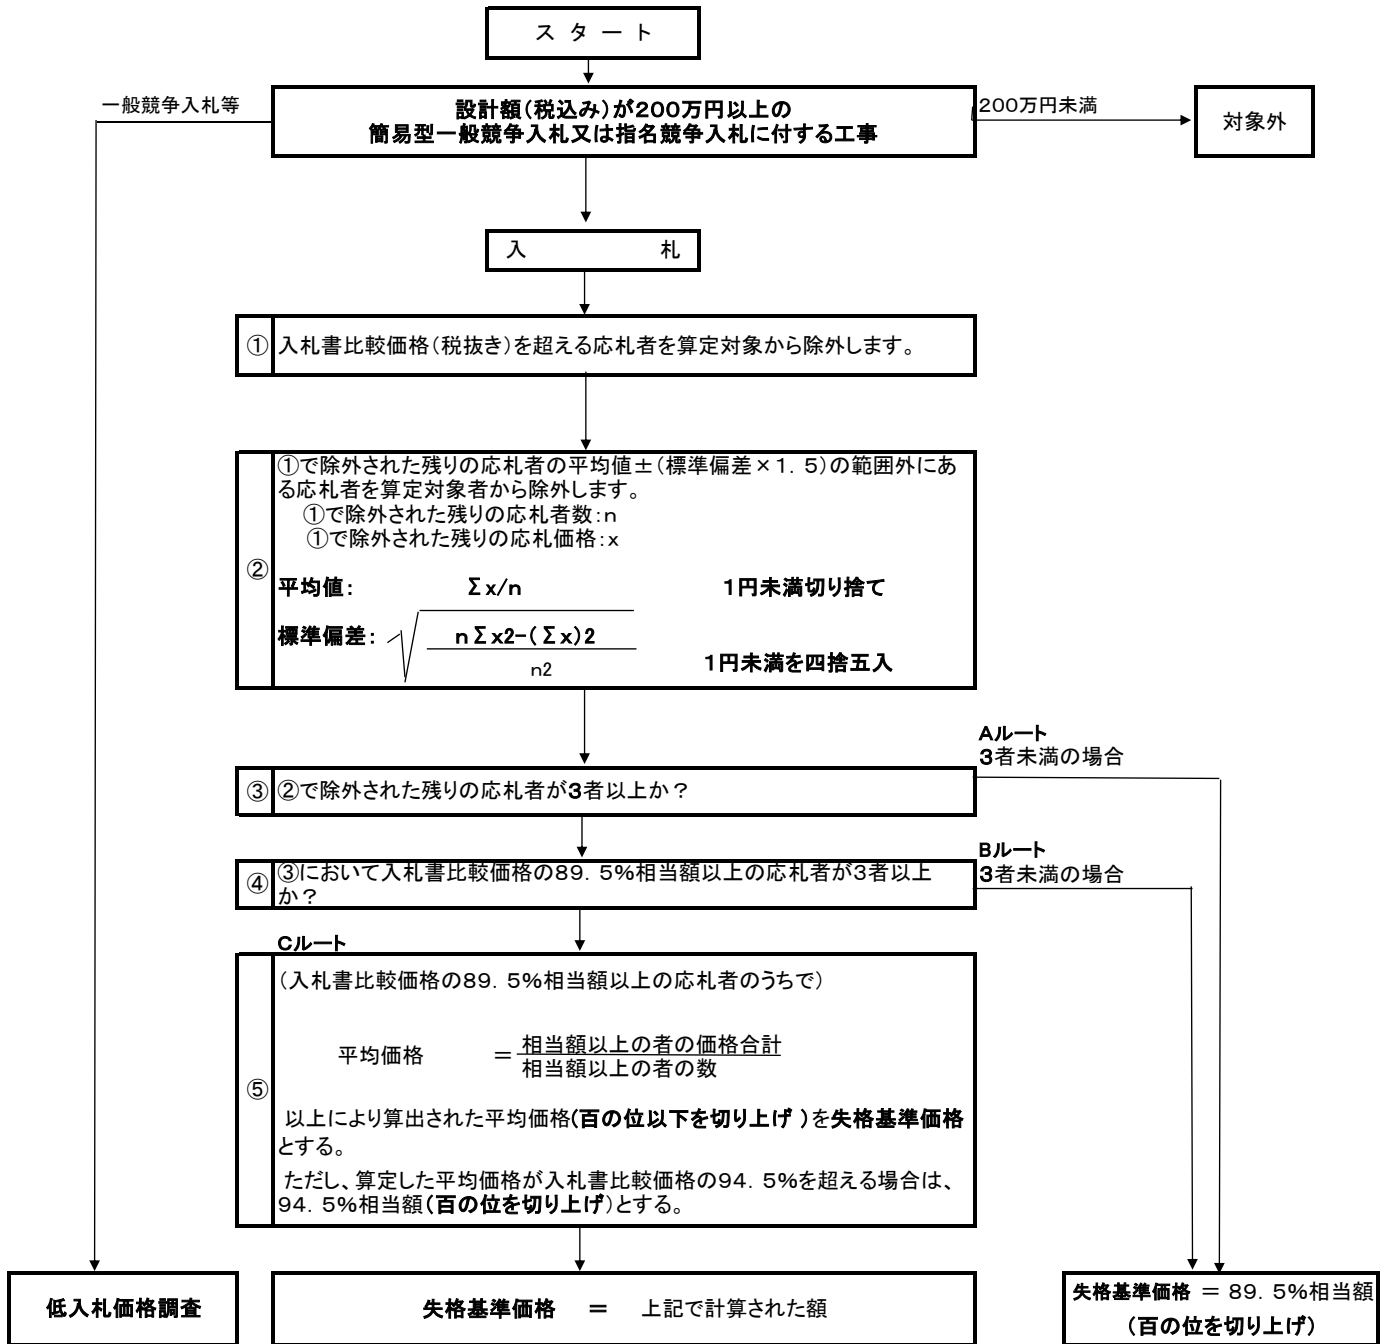 スタート
一般競争入札等
設計額(税込み)が200万円以上の
簡易型一般競争入札又は指名競争入札に付する工事
200万円未満
対象外
入　　　札
① 入札書比較価格(税抜き)を超える応札者を算定対象から除外します。
①で除外された残りの応札者の平均値±(標準偏差×1.5)の範囲外にあ
る応札者を算定対象者から除外します。
①で除外された残りの応札者数:n
①で除外された残りの応札価格:x
②
平均値: Σx/n 1円未満切り捨て
標準偏差: √ nΣx2-(Σx)2
n2
1円未満を四捨五入
Aルート
3者未満の場合
③ ②で除外された残りの応札者が3者以上か?
Bルート
3者未満の場合
④ ③において入札書比較価格の89.5%相当額以上の応札者が3者以上
か?
Cルート
(入札書比較価格の89.5%相当額以上の応札者のうちで)
平均価格 = 相当額以上の者の価格合計
相当額以上の者の数
⑤
以上により算出された平均価格(百の位以下を切り上げ )を失格基準価格
とする。
ただし、算定した平均価格が入札書比較価格の94.5%を超える場合は、
94.5%相当額(百の位を切り上げ)とする。
低入札価格調査
失格基準価格 = 上記で計算された額
失格基準価格 = 89.5%相当額
(百の位を切り上げ)